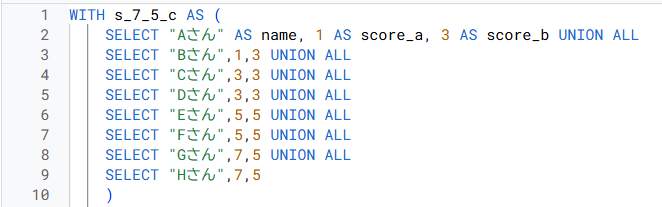 1 WITH s_7_5_c AS (
2 SELECT "Aさん" AS name, 1 AS score_a, 3 AS score_b UNION ALL
3 SELECT "Bさん",1,3 UNION ALL
4 SELECT "Cさん",3,3 UNION ALL
5 SELECT "Dさん",3,3 UNION ALL
6 SELECT "Eさん",5,5 UNION ALL
7 SELECT "Fさん",5,5 UNION ALL
8 SELECT "Gさん",7,5 UNION ALL
9 SELECT "Hさん",7,5
10 )